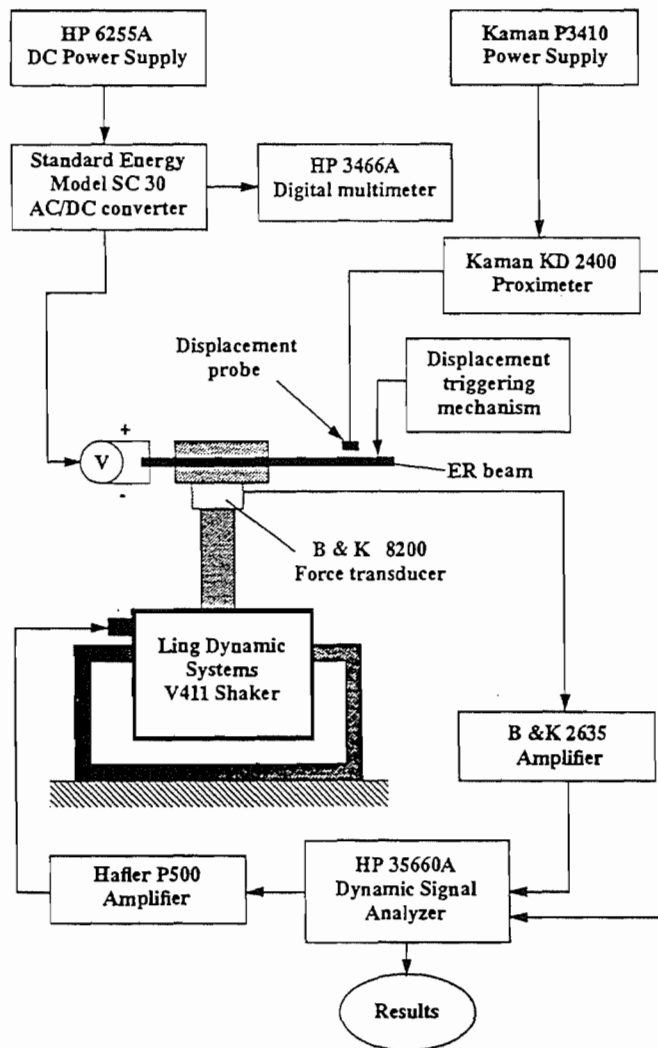 HP 6255A
DC Power Supply
Kaman P3410
Power Supply
Standard Energy
Model SC 30
AC/DC converter
HP 3466A
Digital multimeter
Kaman KD 2400
Proximeter
Displacement
probe
Displacement
triggering
mechanism
+
V
-
ER beam
B & K 8200
Force transducer
Ling Dynamic
Systems
V411 Shaker
B &K 2635
Amplifier
Hafler P500
Amplifier
HP 35660A
Dynamic Signal
Analyzer
Results